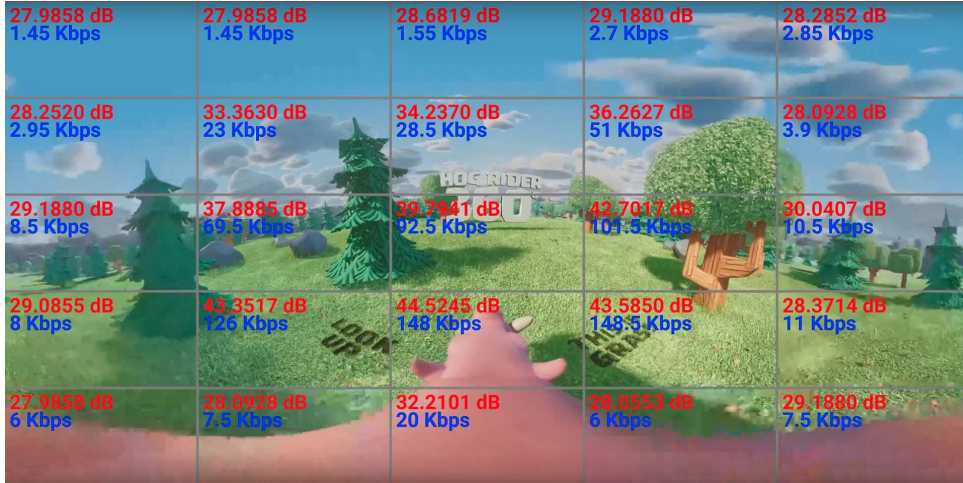 27.9858 dB
1.45 Kbps
27.9858 dB
1.45 Kbps
28.6819 dB
1.55 Kbps
29.1880 dB
2.7 Kbps
28.2852 dB
2.85 Kbps
28.2520 dB
2.95 Kbps
33.3630 dB
23 Kbps
34.2370 dB
28.5 Kbps
36.2627 dB
51 Kbps
28.0928 dB
3.9 Kbps
HOG RIDER
360
29.1880 dB
8.5 Kbps
37.8885 dB
69.5 Kbps
39.7941 dB
92.5 Kbps
42.7017 dB
101.5 Kbps
30.0407 dB
10.5 Kbps
29.0855 dB
8 Kbps
43.3517 dB
126 Kbps
44.5245 dB
148 Kbps
43.5850 dB
148.5 Kbps
28.3714 dB
11 Kbps
LOOK
UP
27.9858 dB
6 Kbps
28.0928 dB
7.5 Kbps
32.2101 dB
20 Kbps
28.0553 dB
6 Kbps
29.1880 dB
7.5 Kbps